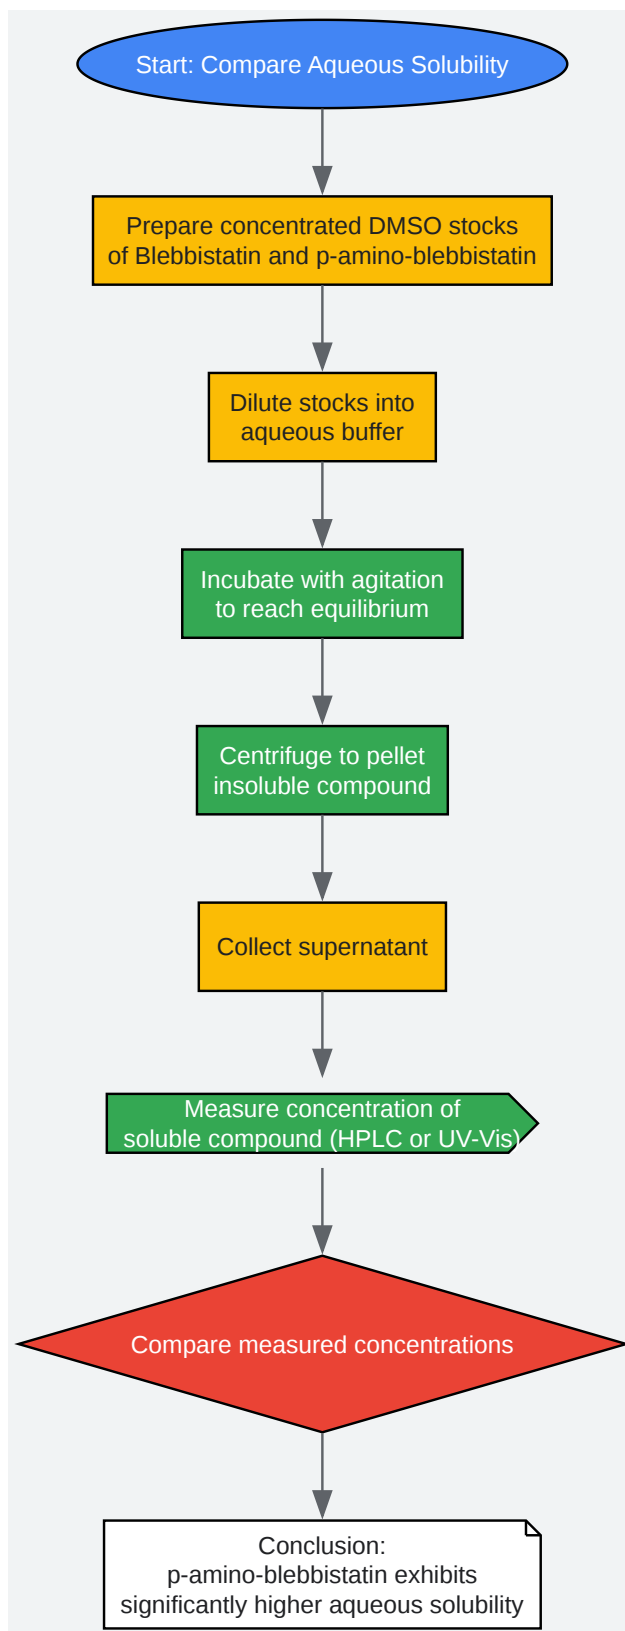 Start: Compare Aqueous Solubility
Prepare concentrated DMSO stocks
of Blebbistatin and p-amino-blebbistatin
Dilute stocks into
aqueous buffer
Incubate with agitation
to reach equilibrium
Centrifuge to pellet
insoluble compound
Collect supernatant
Measure concentration of
soluble compound (HPLC or UV-Vis)
Compare measured concentrations
Conclusion:
p-amino-blebbistatin exhibits
significantly higher aqueous solubility